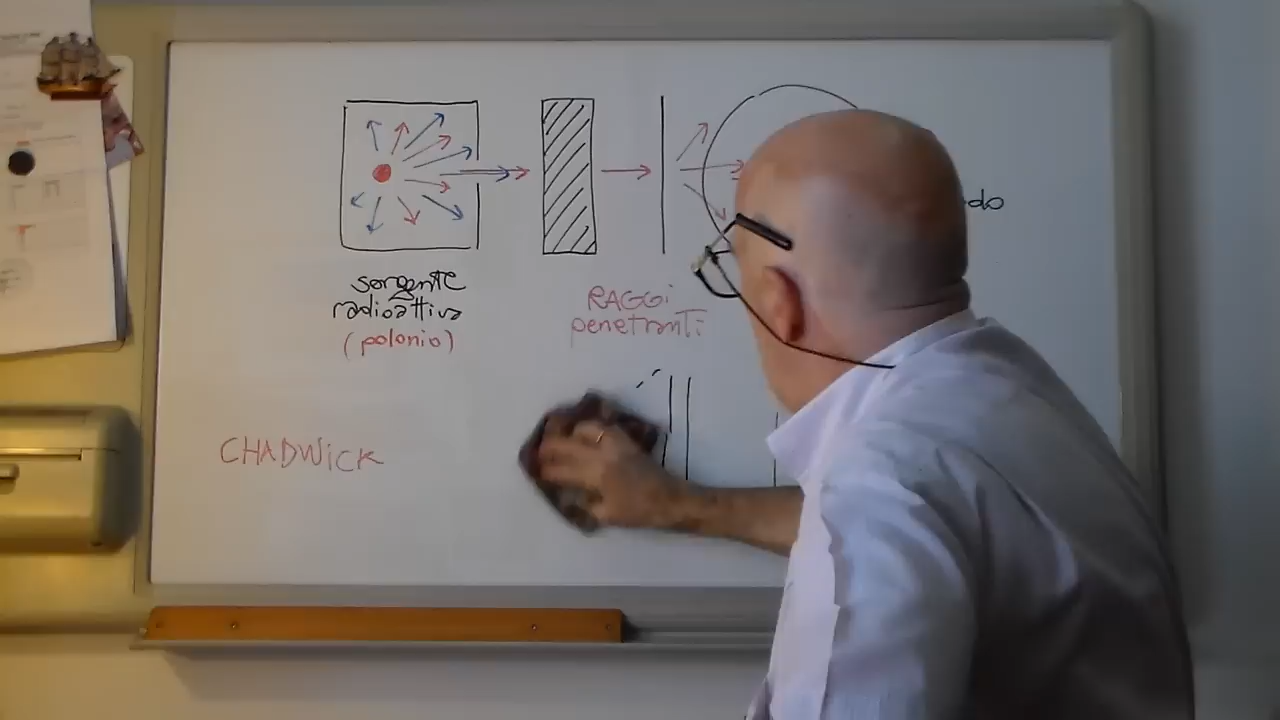 sorgente
radioattiva
(polonio)
RAGGi
penetranti
CHADWiCK